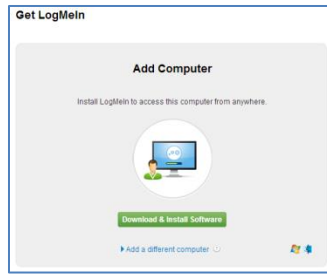 Get LogMeIn
Add Computer
Install LogMeIn to access this computer from anywhere.
Download & Install Software
Add a different computer